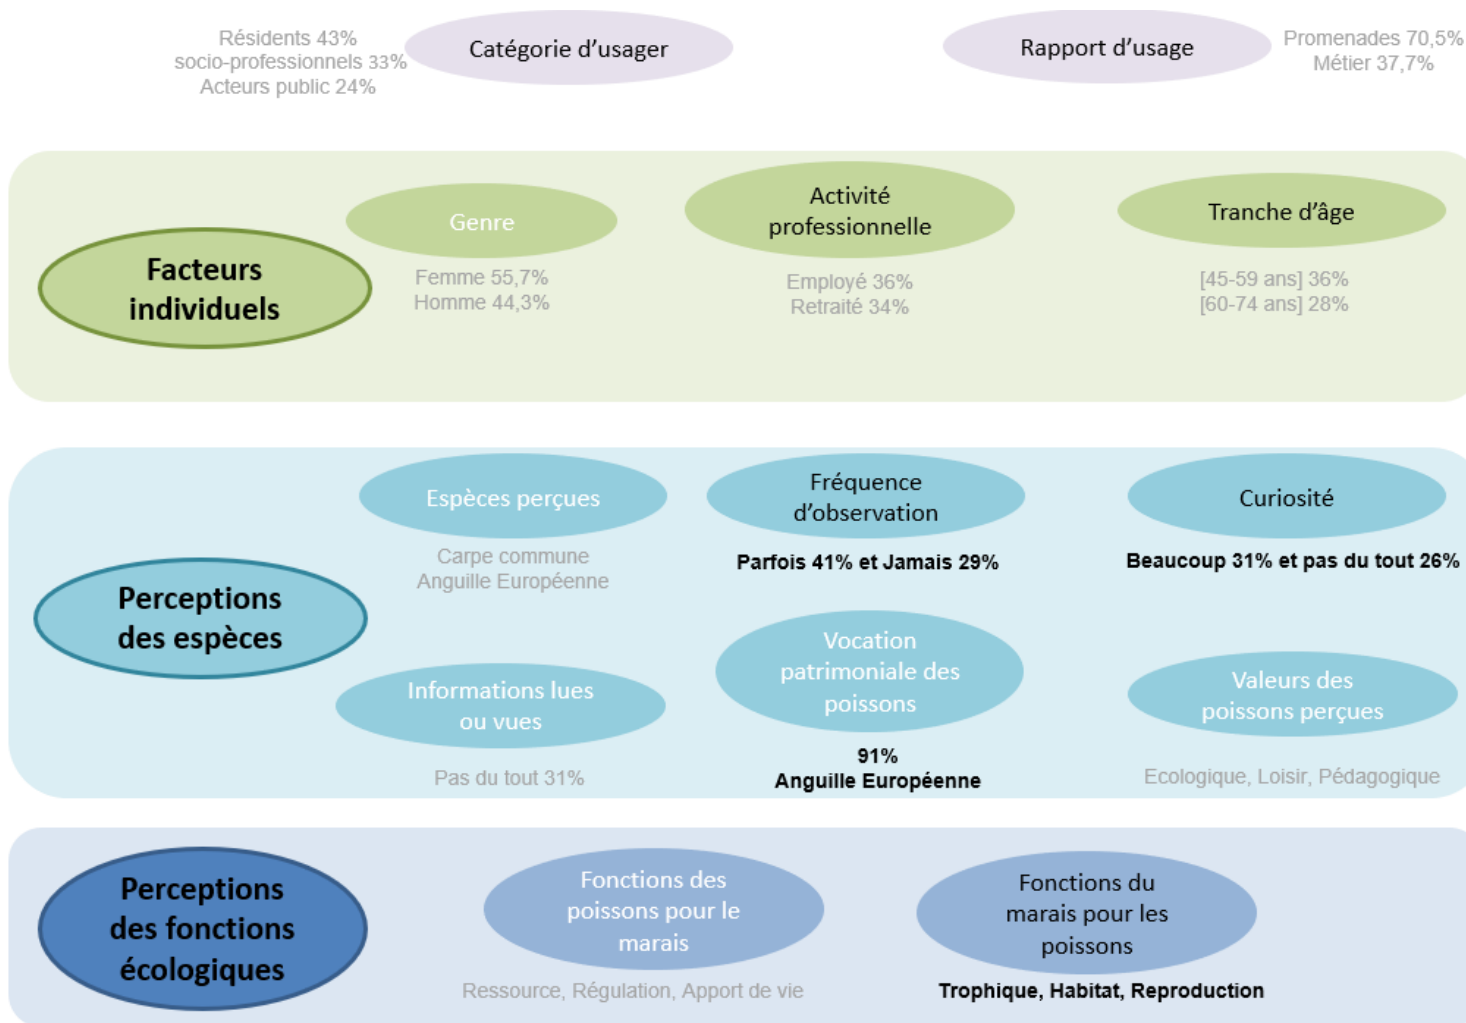 Résidents 43%
socio-professionnels 33%
Acteurs public 24%
Catégorie d'usager
Rapport d'usage
Promenades 70,5%
Métier 37,7%
Facteurs
individuels
Genre
Femme 55,7%
Homme 44,3%
Activité
professionnelle
Employé 36%
Retraité 34%
Tranche d'âge
[45-59 ans] 36%
[60-74 ans] 28%
Perceptions
des espèces
Espèces perçues
Carpe commune
Anguille Européenne
Fréquence
d'observation
Parfois 41% et Jamais 29%
Curiosité
Beaucoup 31% et pas du tout 26%
Informations lues
ou vues
Pas du tout 31%
Vocation
patrimoniale des
poissons
91%
Anguille Européenne
Valeurs des
poissons perçues
Ecologique, Loisir, Pédagogique
Perceptions
des fonctions
écologiques
Fonctions des
poissons pour le
marais
Ressource, Régulation, Apport de vie
Fonctions du
marais pour les
poissons
Trophique, Habitat, Reproduction